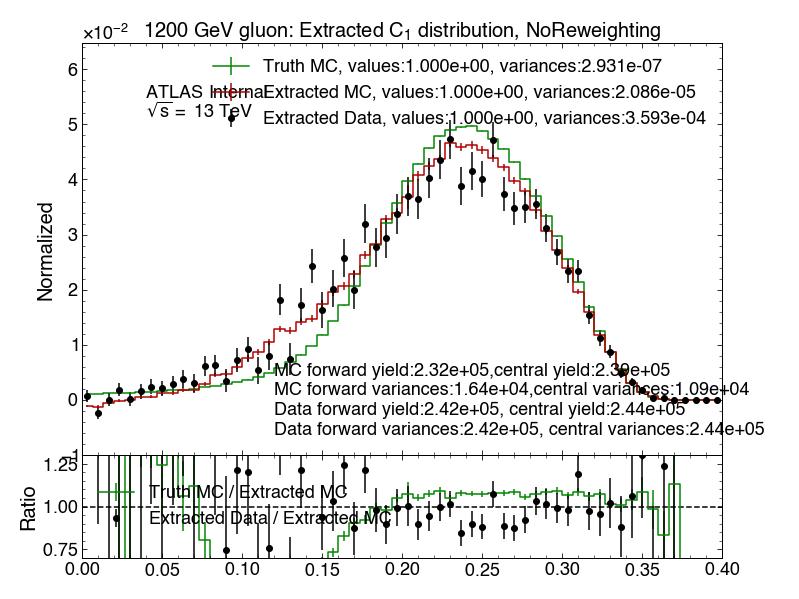 ×10⁻² 1200 GeV gluon: Extracted C₁ distribution, NoReweighting
Truth MC, values:1.000e+00, variances:2.931e-07
ATLAS Internal
Extracted MC, values:1.000e+00, variances:2.086e-05
√s = 13 TeV
Extracted Data, values:1.000e+00, variances:3.593e-04
6
5
4
3
2
1
0
-1
Normalized
MC forward yield:2.32e+05,central yield:2.39e+05
MC forward variances:1.64e+04,central variances:1.09e+04
Data forward yield:2.42e+05, central yield:2.44e+05
Data forward variances:2.42e+05, central variances:2.44e+05
1.25
1.00
0.75
Ratio
Truth MC / Extracted MC
Extracted Data / Extracted MC
0.00 0.05 0.10 0.15 0.20 0.25 0.30 0.35 0.40